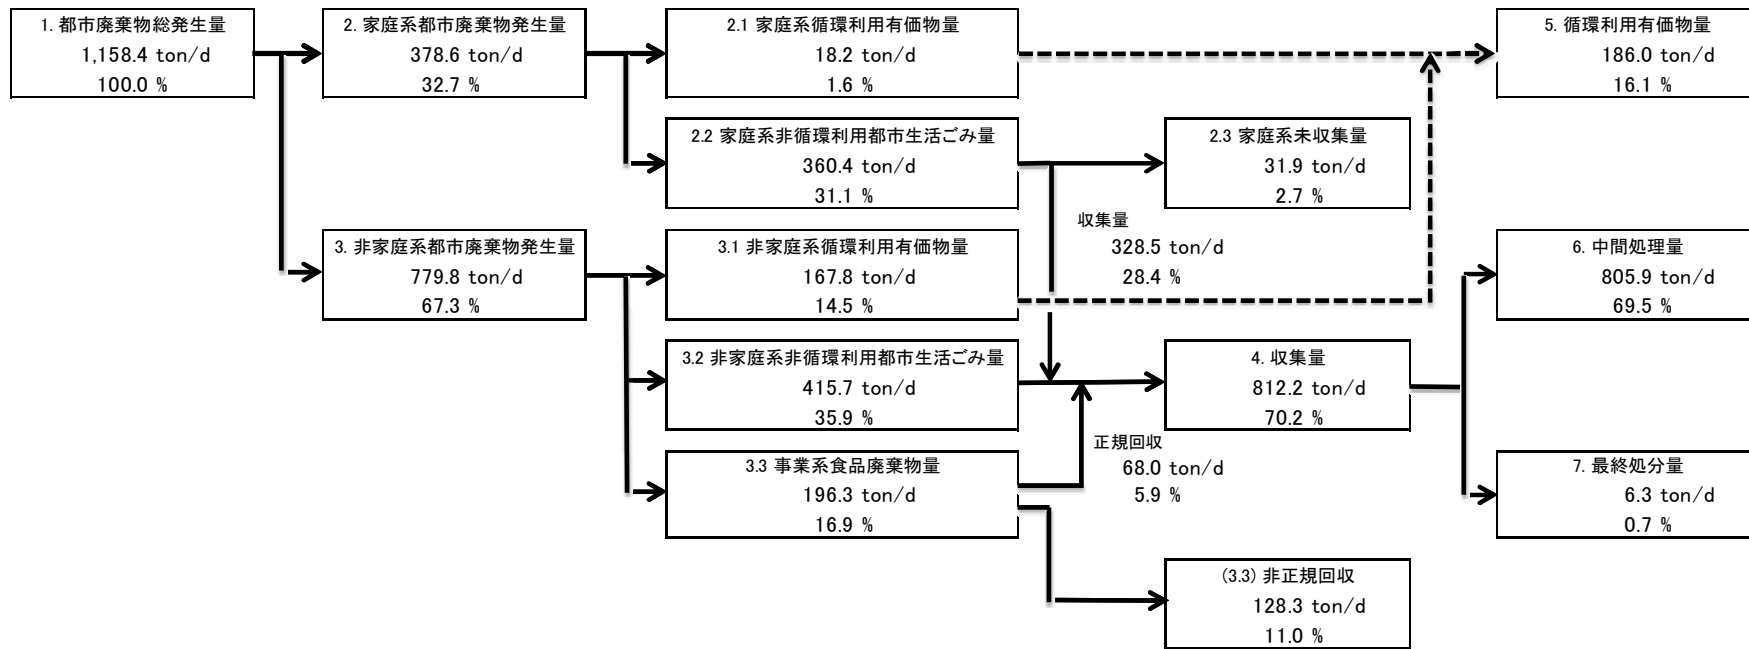 1. 都市廃棄物総発生量
1,158.4 ton/d
100.0 %
2. 家庭系都市廃棄物発生量
378.6 ton/d
32.7 %
2.1 家庭系循環利用有価物量
18.2 ton/d
1.6 %
5. 循環利用有価物量
186.0 ton/d
16.1 %
2.2 家庭系非循環利用都市生活ごみ量
360.4 ton/d
31.1 %
2.3 家庭系未収集量
31.9 ton/d
2.7 %
収集量
328.5 ton/d
28.4 %
3. 非家庭系都市廃棄物発生量
779.8 ton/d
67.3 %
3.1 非家庭系循環利用有価物量
167.8 ton/d
14.5 %
6. 中間処理量
805.9 ton/d
69.5 %
3.2 非家庭系非循環利用都市生活ごみ量
415.7 ton/d
35.9 %
4. 収集量
812.2 ton/d
70.2 %
正規回収
68.0 ton/d
5.9 %
3.3 事業系食品廃棄物量
196.3 ton/d
16.9 %
7. 最終処分量
6.3 ton/d
0.7 %
(3.3) 非正規回収
128.3 ton/d
11.0 %